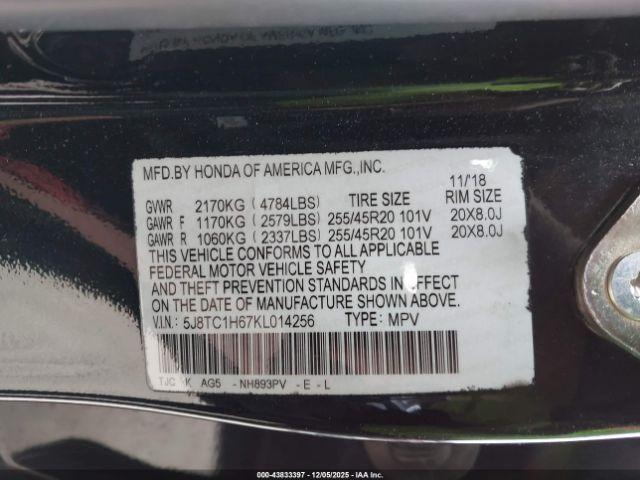 MFD.BY HONDA OF AMERICA MFG.,INC.
11/'18
GVWR 2170KG ( 4784LBS) TIRE SIZE RIM SIZE
GAWR F 1170KG ( 2579LBS) 255/45R20 101V 20X8.0J
GAWR R 1060KG ( 2337LBS) 255/45R20 101V 20X8.0J
THIS VEHICLE CONFORMS TO ALL APPLICABLE
FEDERAL MOTOR VEHICLE SAFETY
AND THEFT PREVENTION STANDARDS IN EFFECT
ON THE DATE OF MANUFACTURE SHOWN ABOVE.
V.I.N.: 5J8TC1H67KL014256 TYPE: MPV
TJC K AG5 -NH893PV -E-L
000-43833397 - 12/05/2025 - IAA Inc.